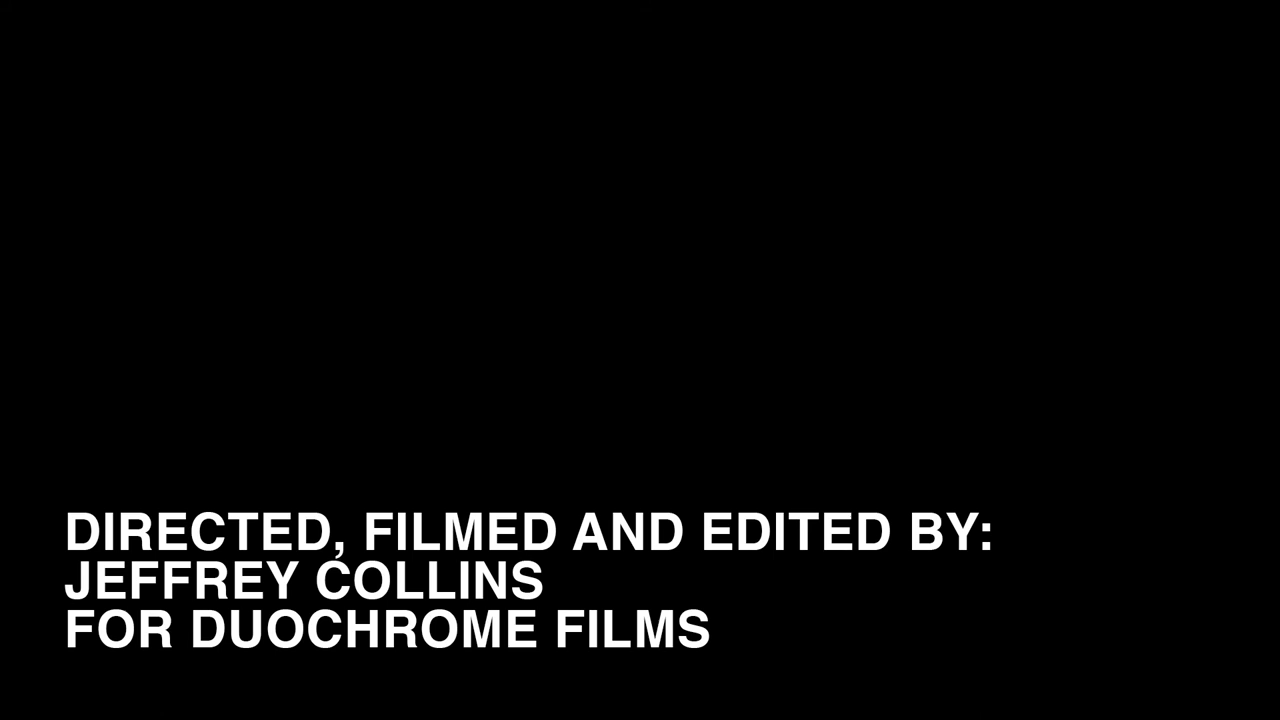 DIRECTED, FILMED AND EDITED BY:
JEFFREY COLLINS
FOR DUOCHROME FILMS